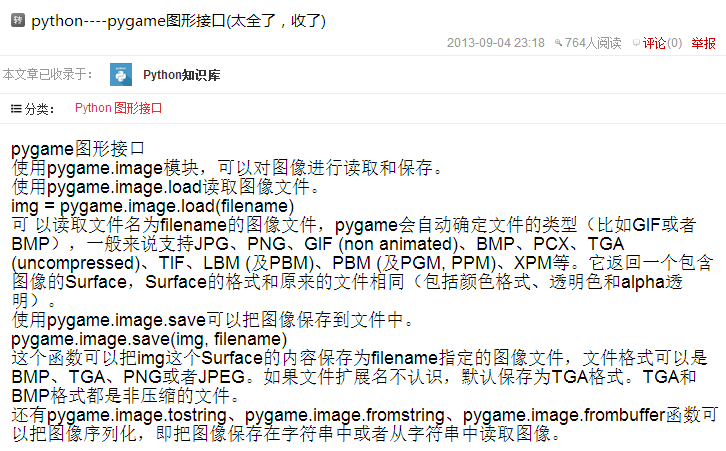 转 python----pygame图形接口(太全了，收了)
2013-09-04 23:18 764人阅读 评论(0) 举报
本文章已收录于： Python知识库
分类： Python 图形接口
pygame图形接口
使用pygame.image模块，可以对图像进行读取和保存。
使用pygame.image.load读取图像文件。
img = pygame.image.load(filename)
可 以读取文件名为filename的图像文件，pygame会自动确定文件的类型（比如GIF或者
BMP），一般来说支持JPG、PNG、GIF (non animated)、BMP、PCX、TGA
(uncompressed)、TIF、LBM (及PBM)、PBM (及PGM, PPM)、XPM等。它返回一个包含
图像的Surface，Surface的格式和原来的文件相同（包括颜色格式、透明色和alpha透
明）。
使用pygame.image.save可以把图像保存到文件中。
pygame.image.save(img, filename)
这个函数可以把img这个Surface的内容保存为filename指定的图像文件，文件格式可以是
BMP、TGA、PNG或者JPEG。如果文件扩展名不认识，默认保存为TGA格式。TGA和
BMP格式都是非压缩的文件。
还有pygame.image.tostring、pygame.image.fromstring、pygame.image.frombuffer函数可
以把图像序列化，即把图像保存在字符串中或者从字符串中读取图像。